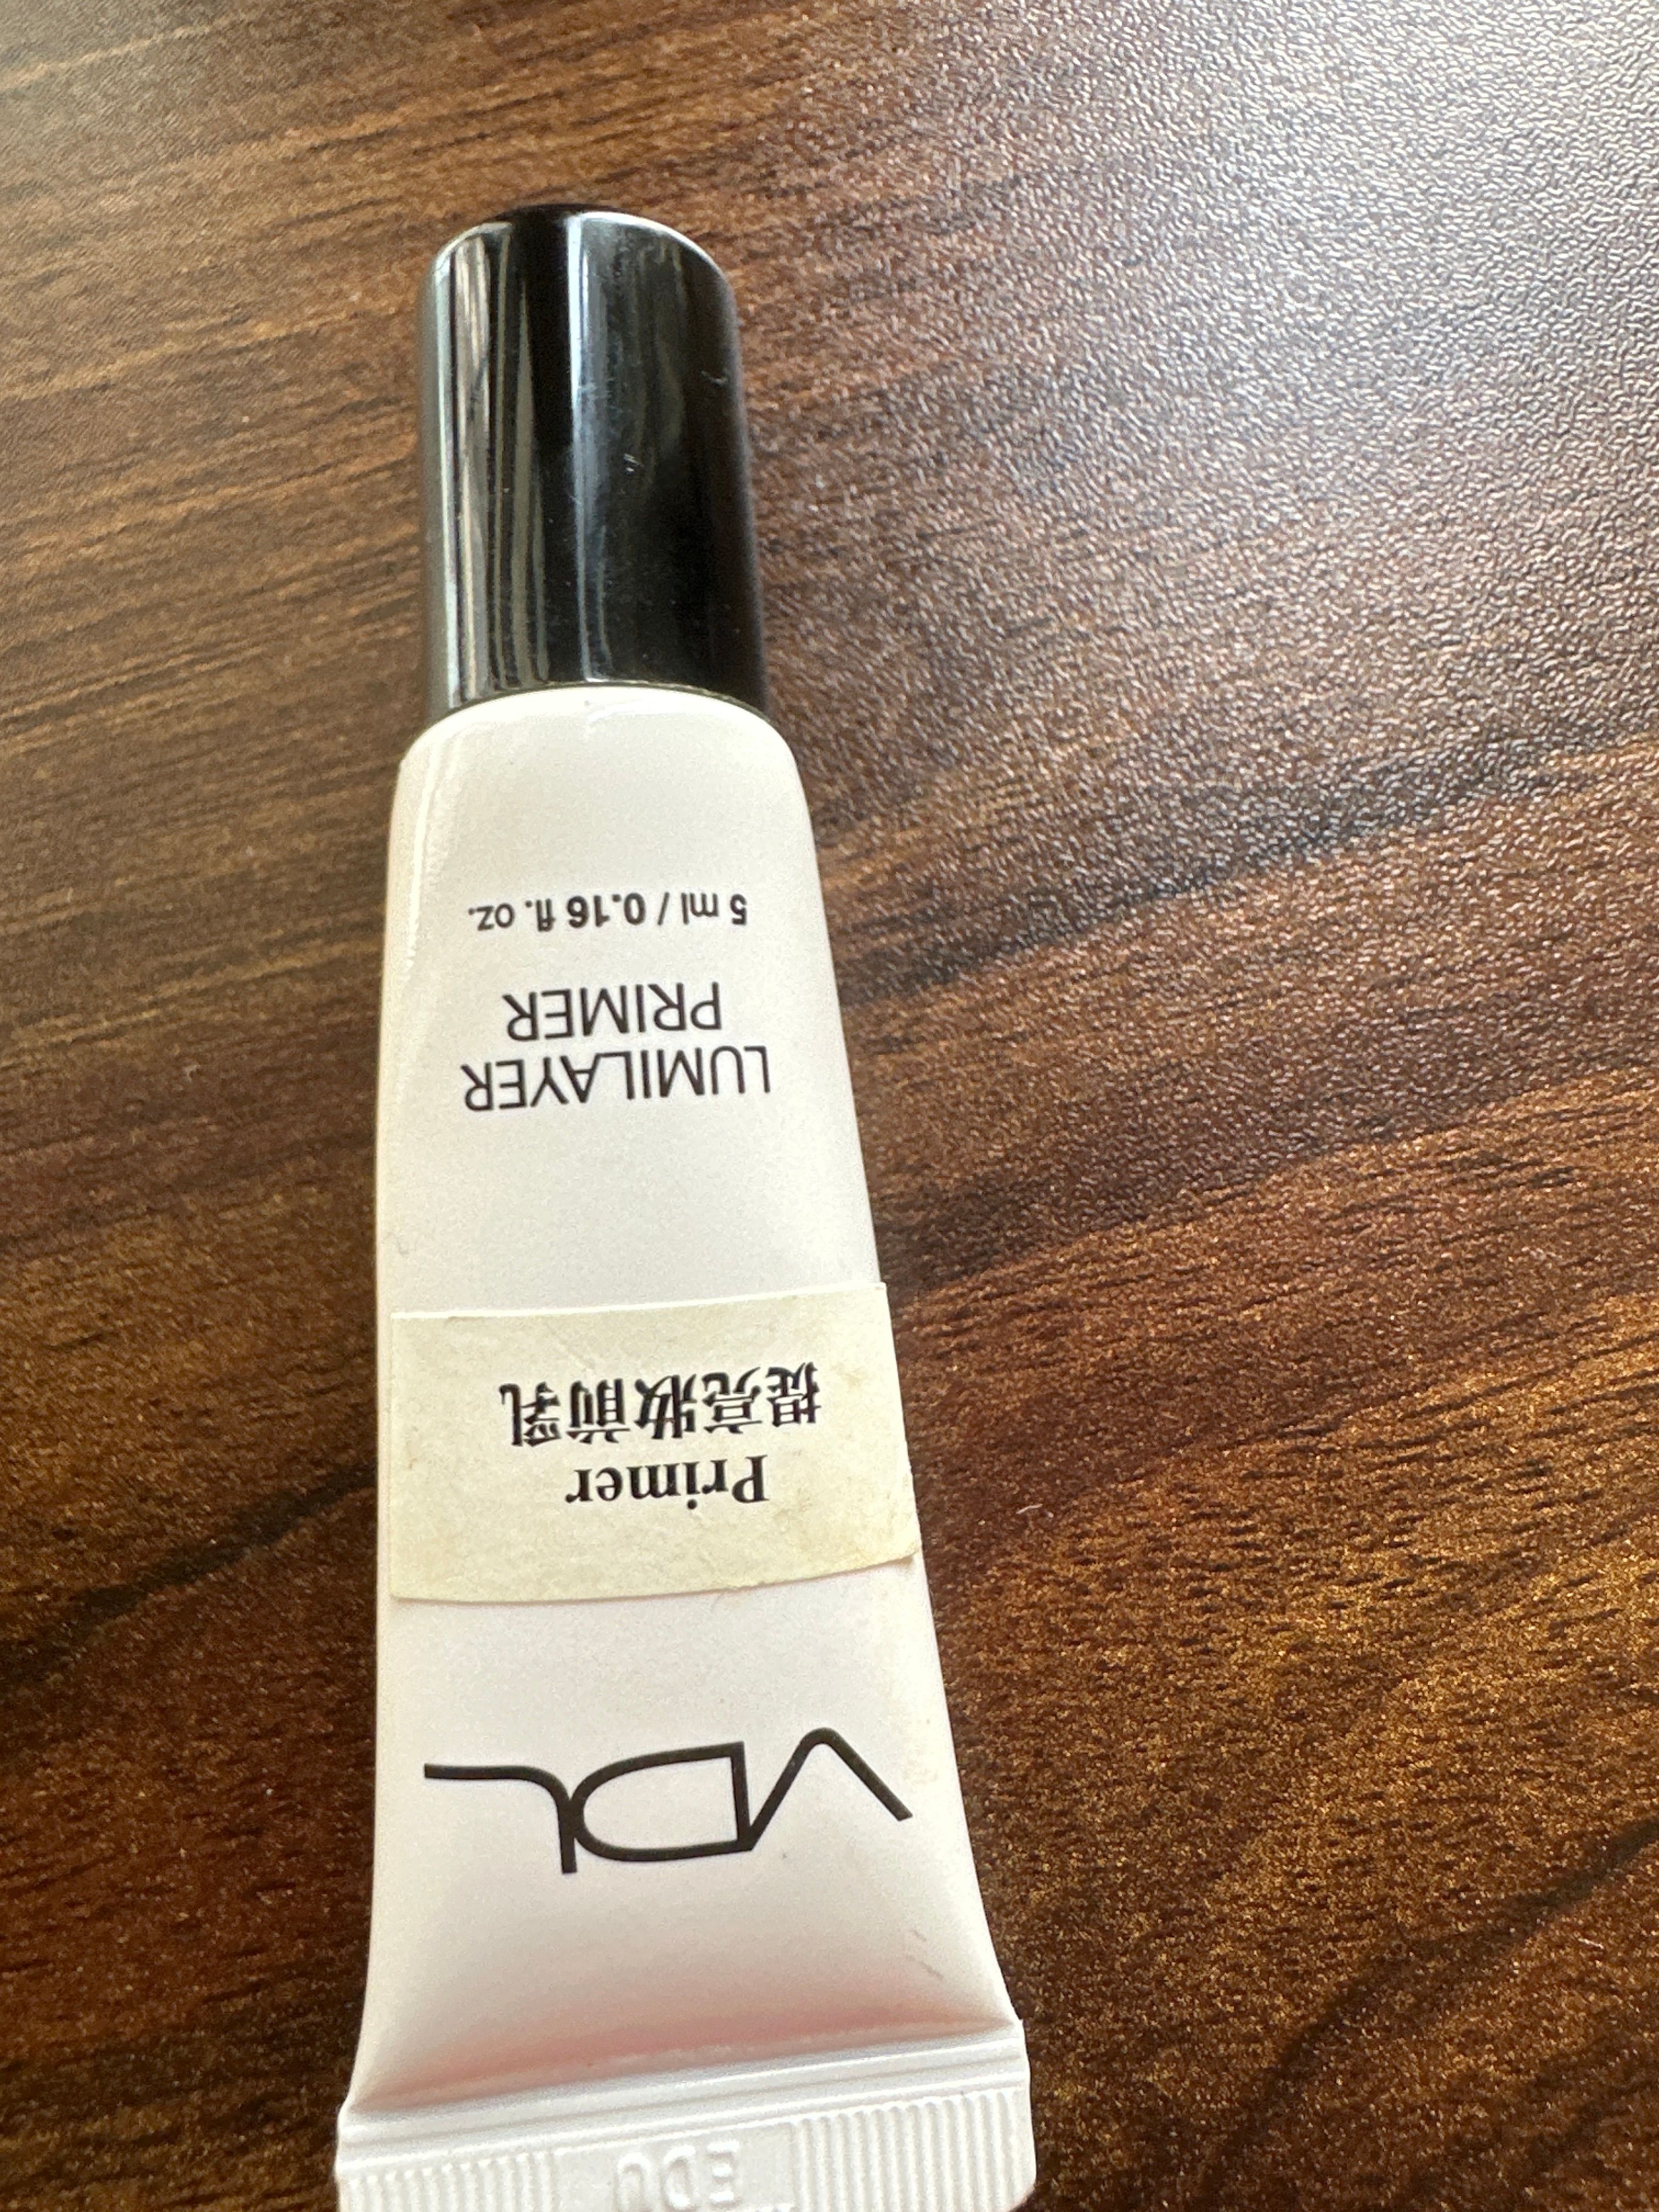 VDL
Primer
提亮妝前乳
LUMILAYER
PRIMER
5 ml / 0.16 fl. oz.